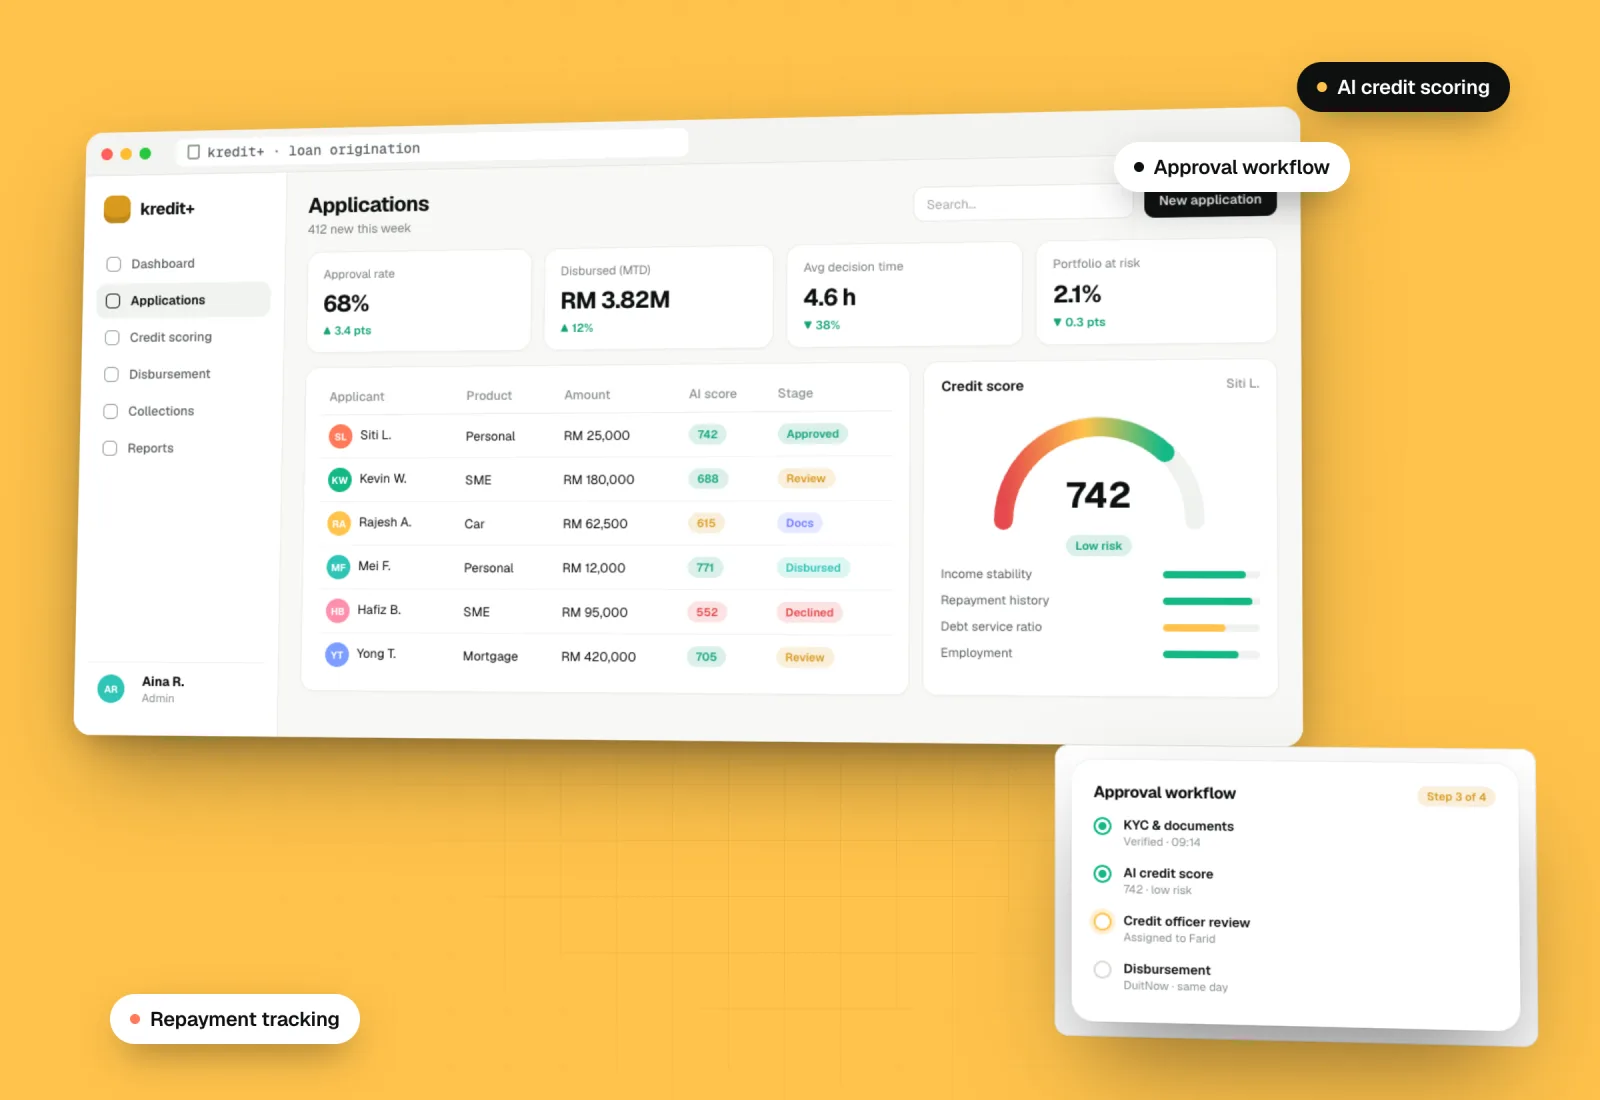 AI credit scoring
Approval workflow
kredit+ · loan origination
kredit+
Dashboard
Applications
Credit scoring
Disbursement
Collections
Reports
AR
Aina R.
Admin
Applications
412 new this week
Search...
New application
Approval rate
68%
▲ 3.4 pts
Disbursed (MTD)
RM 3.82M
▲ 12%
Avg decision time
4.6 h
▼ 38%
Portfolio at risk
2.1%
▼ 0.3 pts
Applicant Product Amount AI score Stage
SL Siti L. Personal RM 25,000 742 Approved
KW Kevin W. SME RM 180,000 688 Review
RA Rajesh A. Car RM 62,500 615 Docs
MF Mei F. Personal RM 12,000 771 Disbursed
HB Hafiz B. SME RM 95,000 552 Declined
YT Yong T. Mortgage RM 420,000 705 Review
Credit score Siti L.
742
Low risk
Income stability
Repayment history
Debt service ratio
Employment
Approval workflow Step 3 of 4
KYC & documents
Verified · 09:14
AI credit score
742 · low risk
Credit officer review
Assigned to Farid
Disbursement
DuitNow · same day
Repayment tracking